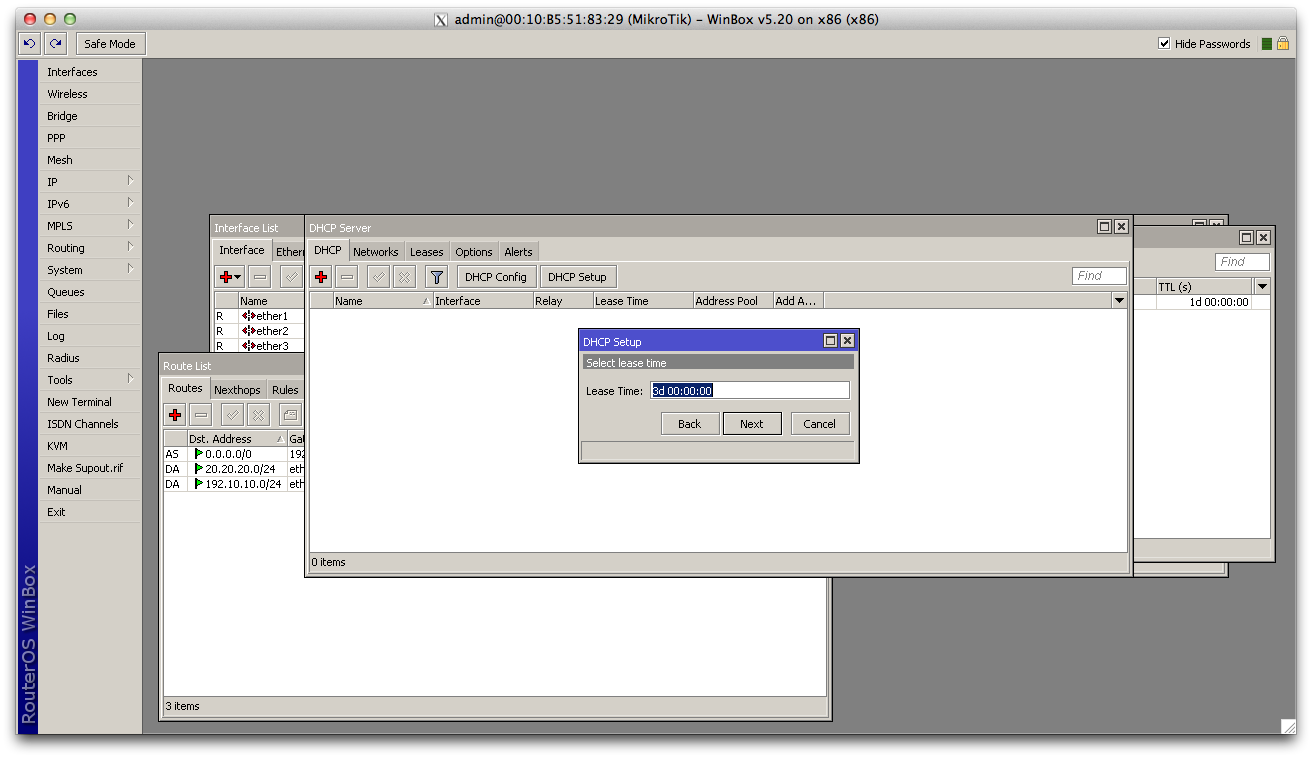 admin@00:10:B5:51:83:29 (MikroTik) – WinBox v5.20 on x86 (x86)
Safe Mode
Hide Passwords
Interfaces
Wireless
Bridge
PPP
Mesh
IP
IPv6
MPLS
Routing
System
Queues
Files
Log
Radius
Tools
New Terminal
ISDN Channels
KVM
Make Supout.rif
Manual
Exit
RouterOS WinBox
Interface List
Interface Ethern
Name
R ether1
R ether2
R ether3
DHCP Server
DHCP Networks Leases Options Alerts
DHCP Config DHCP Setup Find
Name Interface Relay Lease Time Address Pool Add A...
0 items
DHCP Setup
Select lease time
Lease Time: 3d 00:00:00
Back Next Cancel
Find
TTL (s)
1d 00:00:00
Route List
Routes Nexthops Rules
Dst. Address Gat
AS 0.0.0.0/0 192
DA 20.20.20.0/24 eth
DA 192.10.10.0/24 eth
3 items